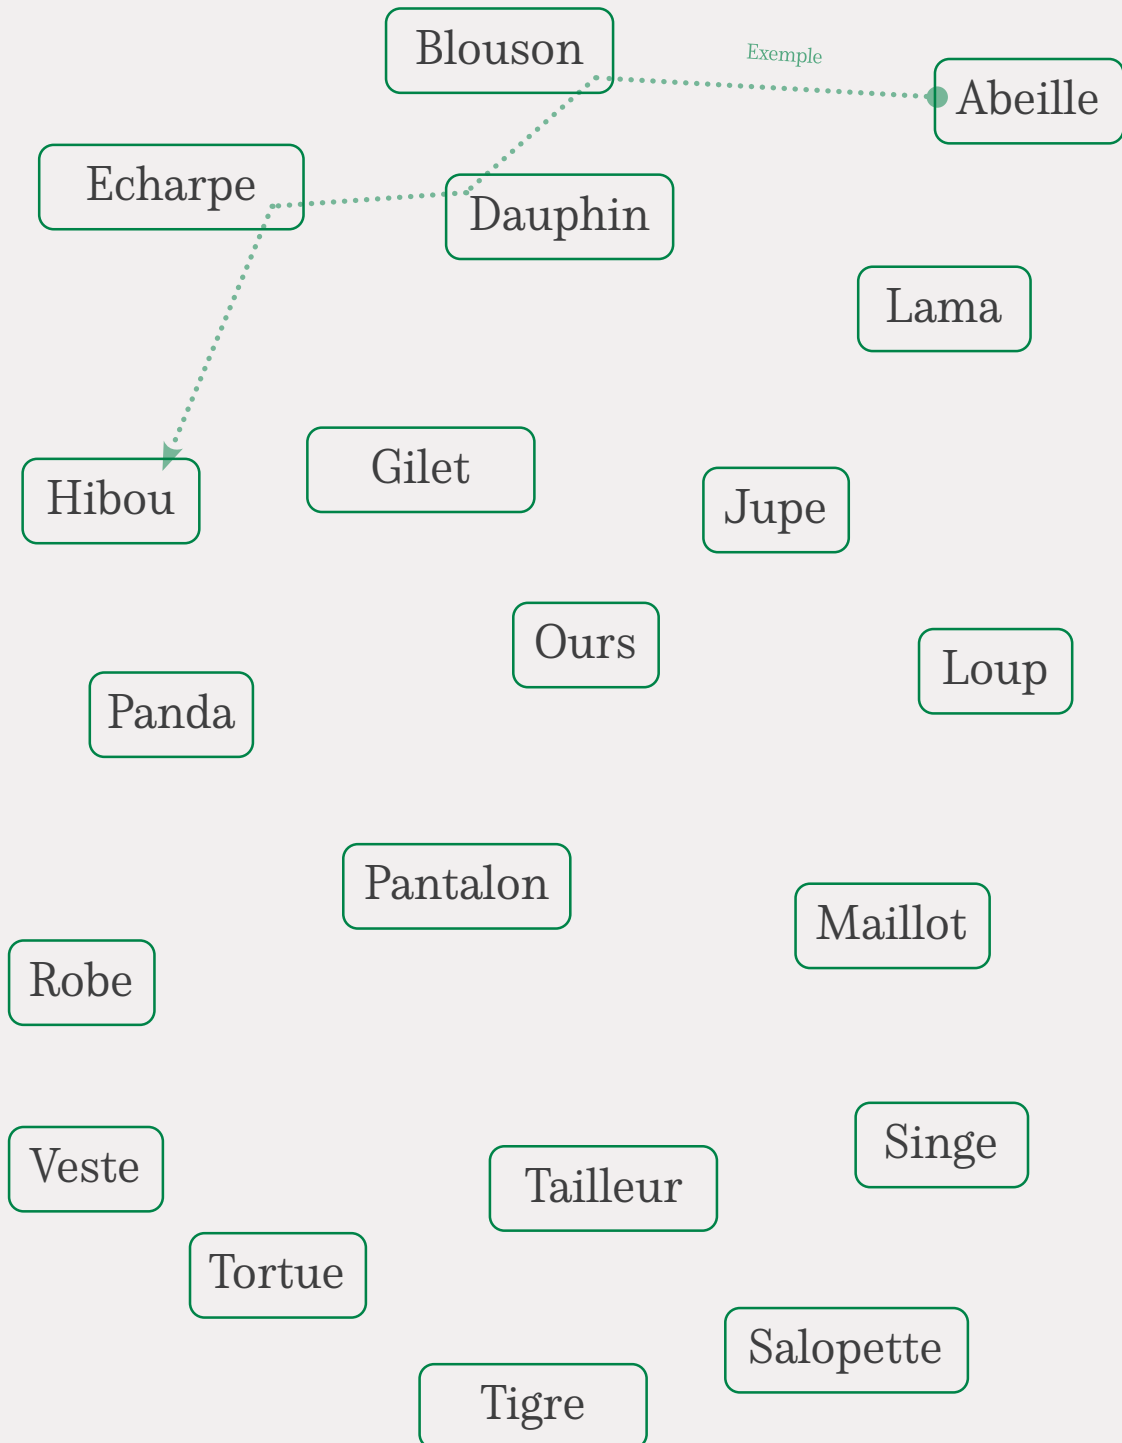 Blouson
Exemple
Abeille
Echarpe
Dauphin
Lama
Gilet
Hibou
Jupe
Ours
Loup
Panda
Pantalon
Maillot
Robe
Singe
Veste
Tailleur
Tortue
Salopette
Tigre